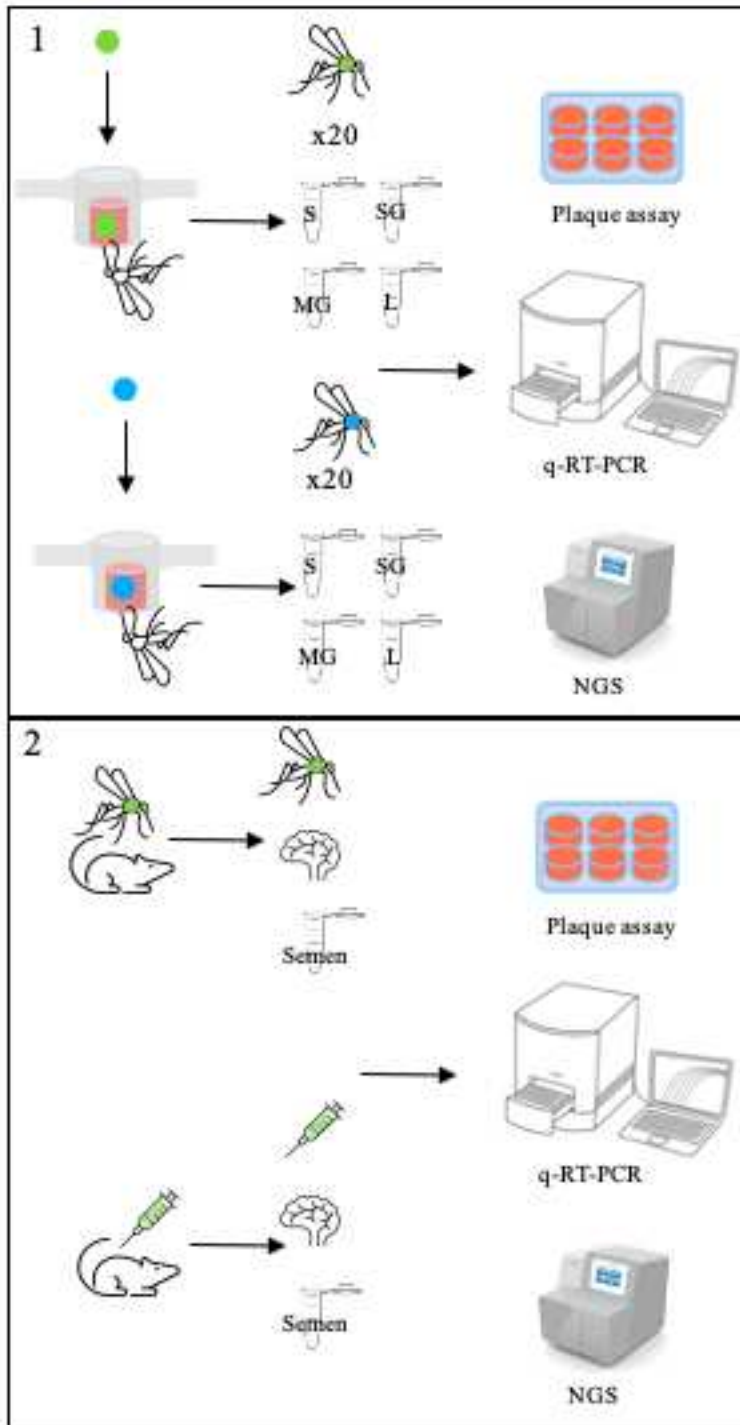 1
x20
S SG
Plaque assay
MG L
x20
q-RT-PCR
S SG
MG L
NGS
2
Plaque assay
Semen
q-RT-PCR
Semen
NGS